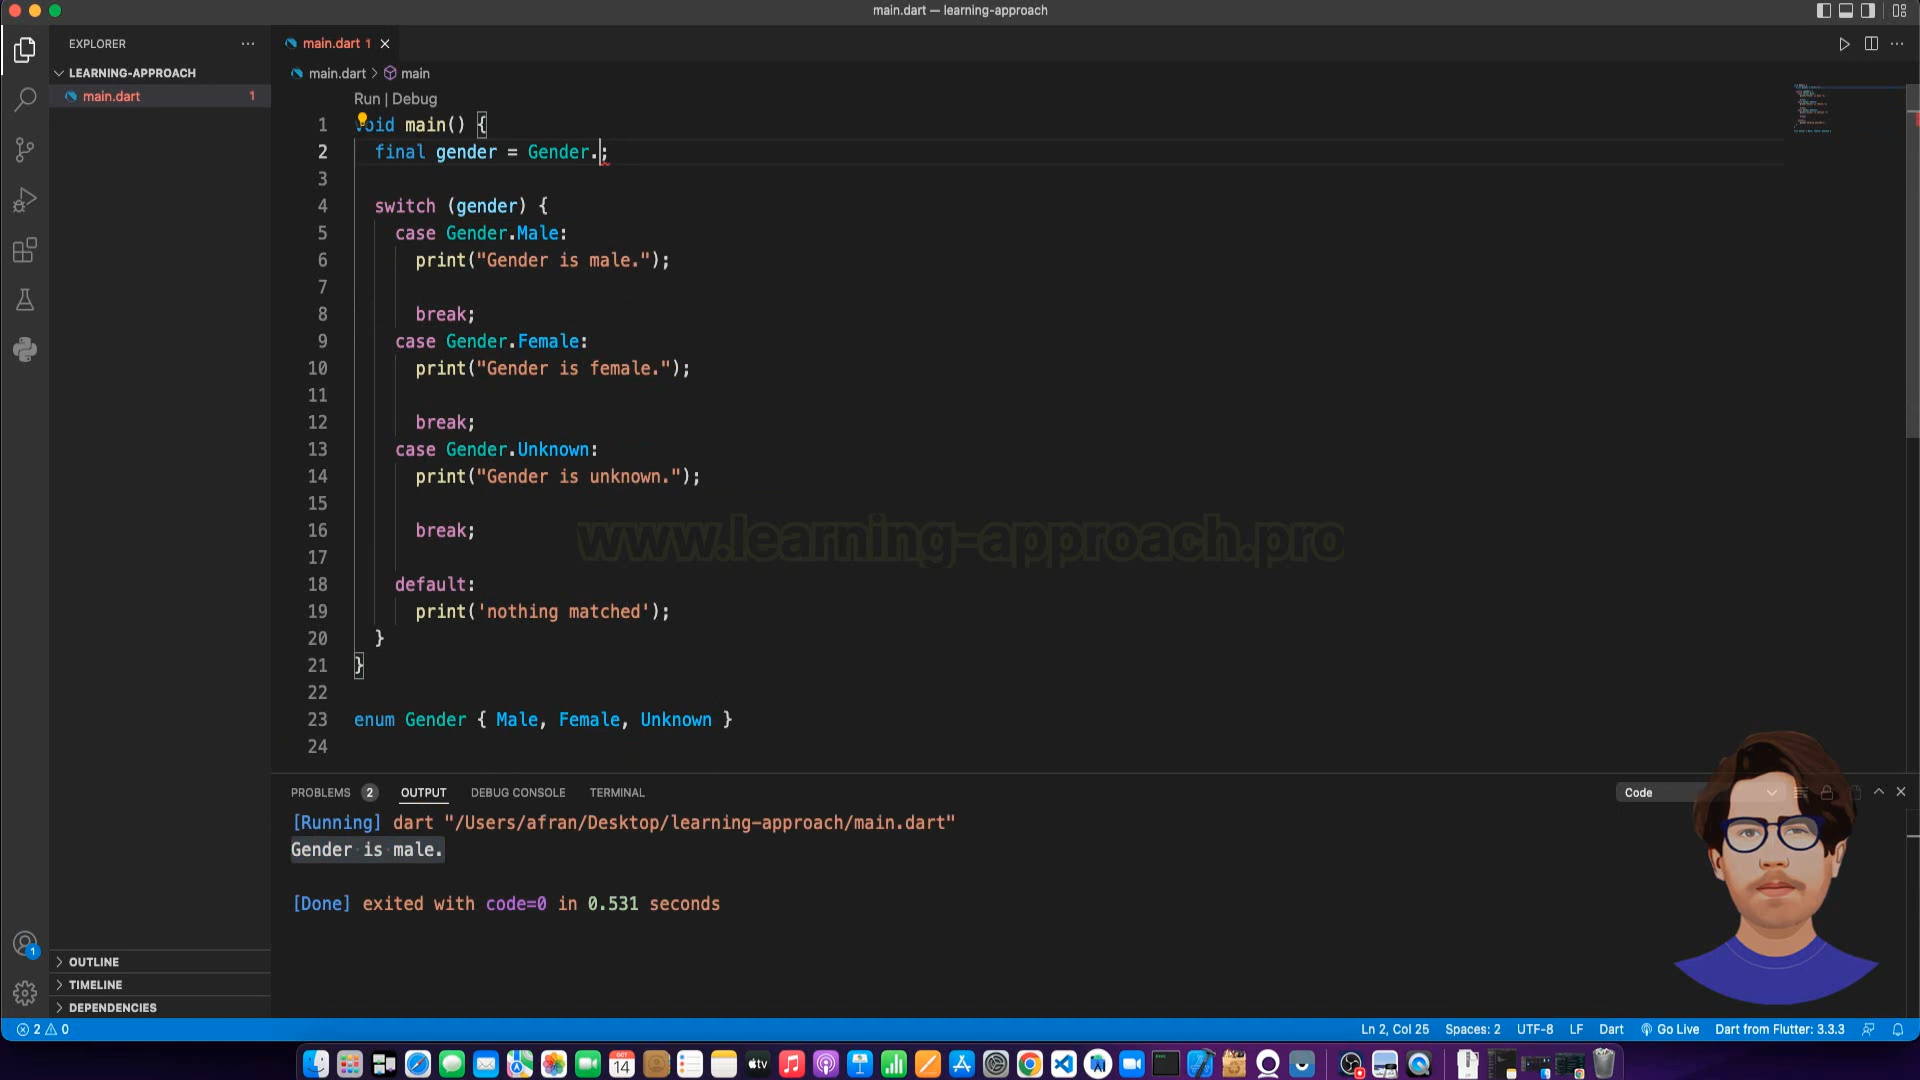 main.dart — learning-approach
EXPLORER
LEARNING-APPROACH
main.dart 1
main.dart 1
main.dart > main
Run | Debug
1 void main() {
2 final gender = Gender.;
3
4 switch (gender) {
5 case Gender.Male:
6 print("Gender is male.");
7
8 break;
9 case Gender.Female:
10 print("Gender is female.");
11
12 break;
13 case Gender.Unknown:
14 print("Gender is unknown.");
15
16 break;
17
18 default:
19 print('nothing matched');
20 }
21 }
22
23 enum Gender { Male, Female, Unknown }
24
www.learning-approach.pro
PROBLEMS 2 OUTPUT DEBUG CONSOLE TERMINAL
Code
[Running] dart "/Users/afran/Desktop/learning-approach/main.dart"
Gender is male.
[Done] exited with code=0 in 0.531 seconds
1
OUTLINE
TIMELINE
DEPENDENCIES
2 0
Ln 2, Col 25 Spaces: 2 UTF-8 LF Dart Go Live Dart from Flutter: 3.3.3
OCT
14
tv